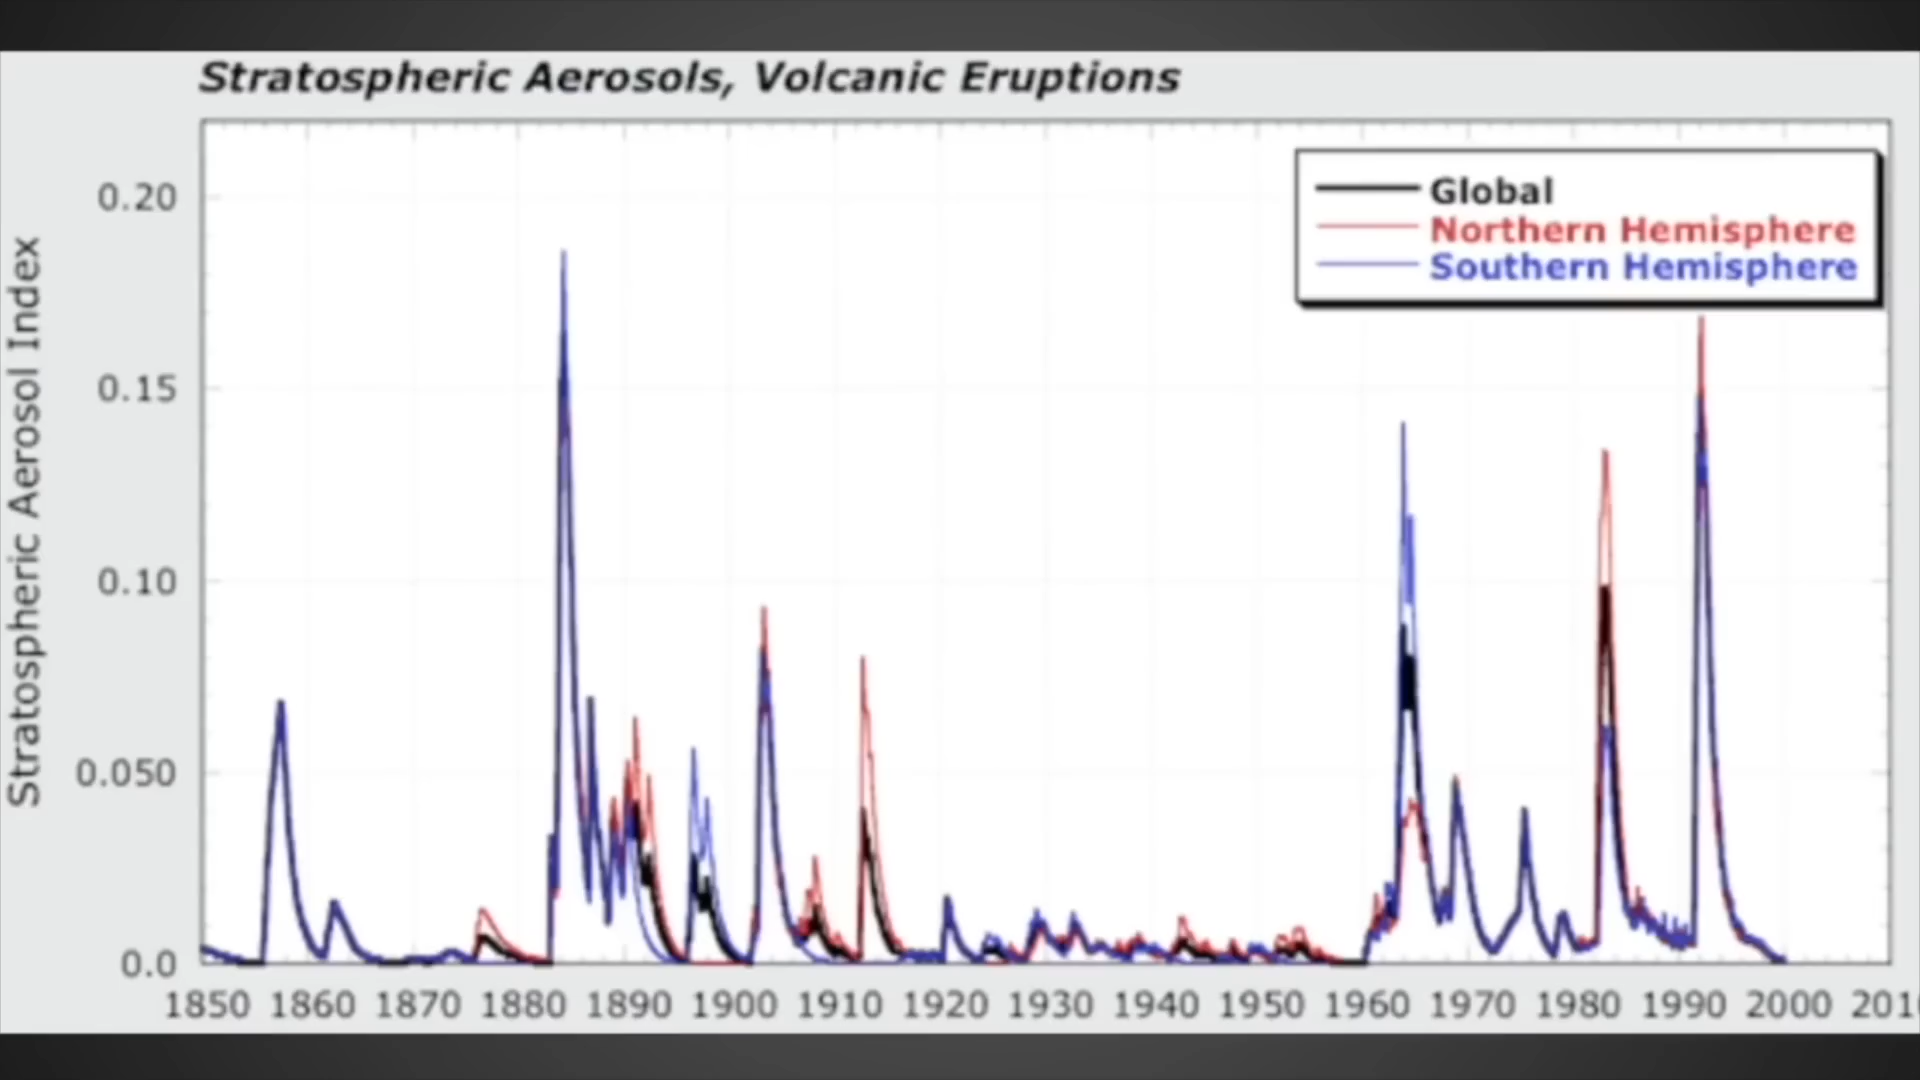 Stratospheric Aerosols, Volcanic Eruptions
Stratospheric Aerosol Index
0.20
0.15
0.10
0.050
0.0
Global
Northern Hemisphere
Southern Hemisphere
1850 1860 1870 1880 1890 1900 1910 1920 1930 1940 1950 1960 1970 1980 1990 2000 201